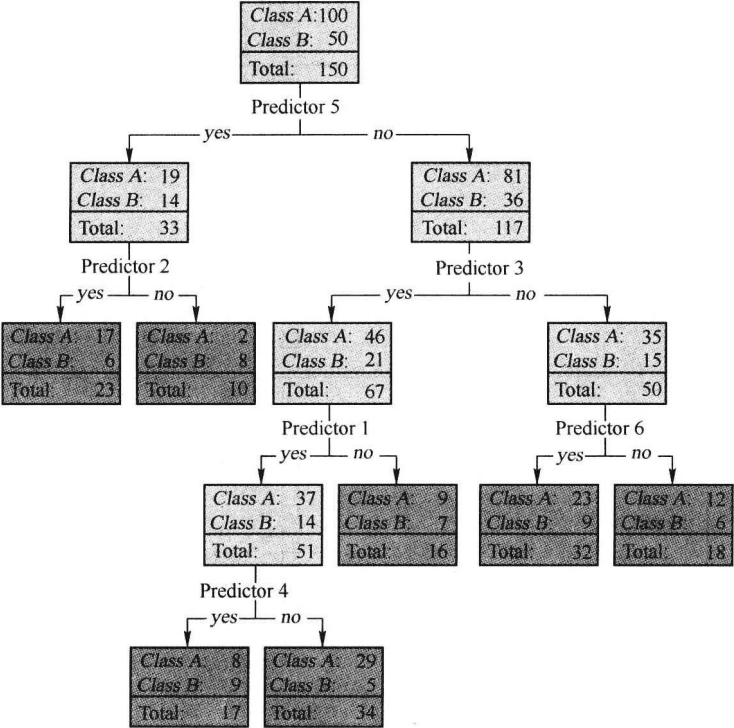 Class A: 100
Class B: 50
Total: 150
Predictor 5
yes no
Class A: 19
Class B: 14
Total: 33
Class A: 81
Class B: 36
Total: 117
Predictor 2
Predictor 3
yes no
yes no
Class A: 17
Class B: 6
Total: 23
Class A: 2
Class B: 8
Total: 10
Class A: 46
Class B: 21
Total: 67
Class A: 35
Class B: 15
Total: 50
Predictor 1
Predictor 6
yes no
yes no
Class A: 37
Class B: 14
Total: 51
Class A: 9
Class B: 7
Total: 16
Class A: 23
Class B: 9
Total: 32
Class A: 12
Class B: 6
Total: 18
Predictor 4
yes no
Class A: 8
Class B: 9
Total: 17
Class A: 29
Class B: 5
Total: 34